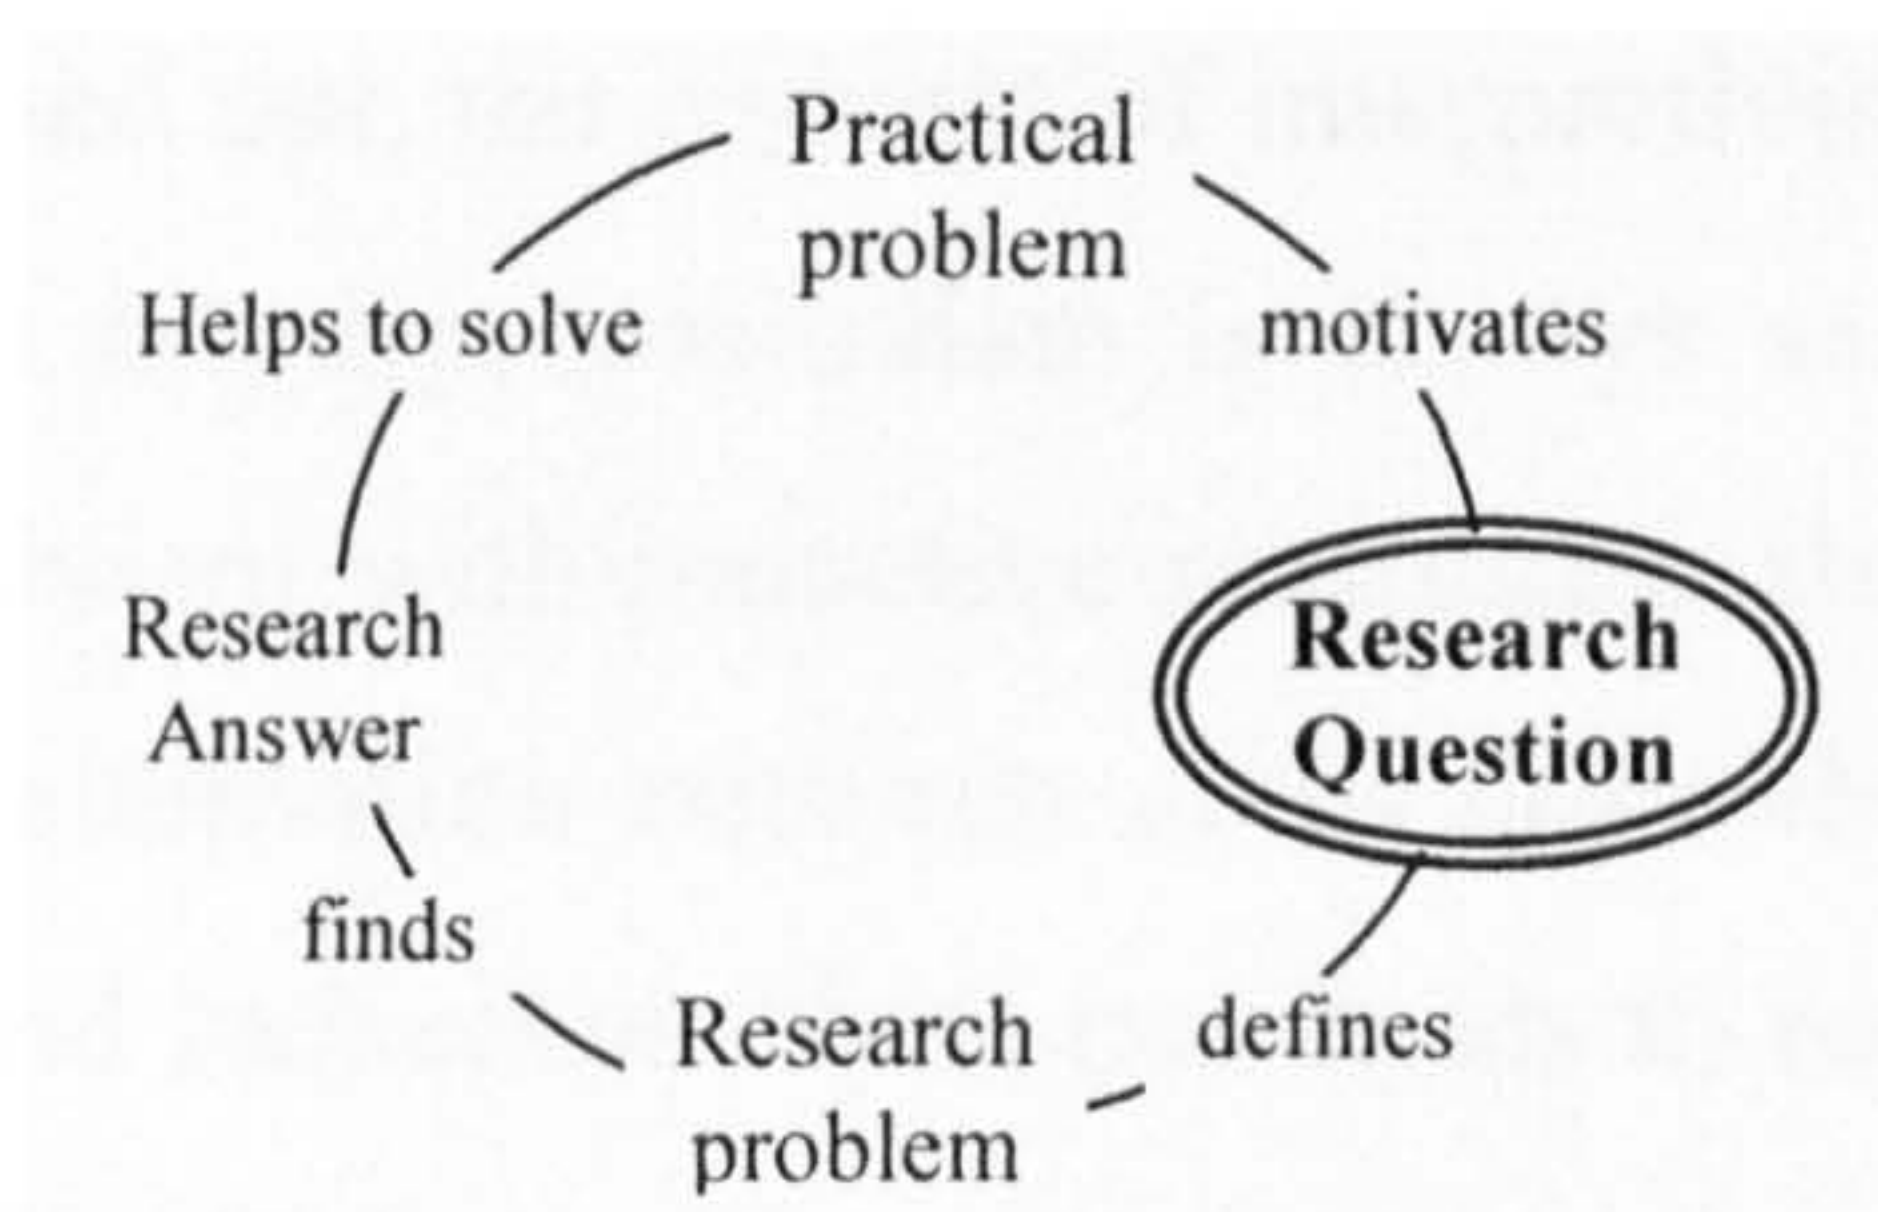 Practical
problem
motivates
Research
Question
defines
Research
problem
finds
Research
Answer
Helps to solve